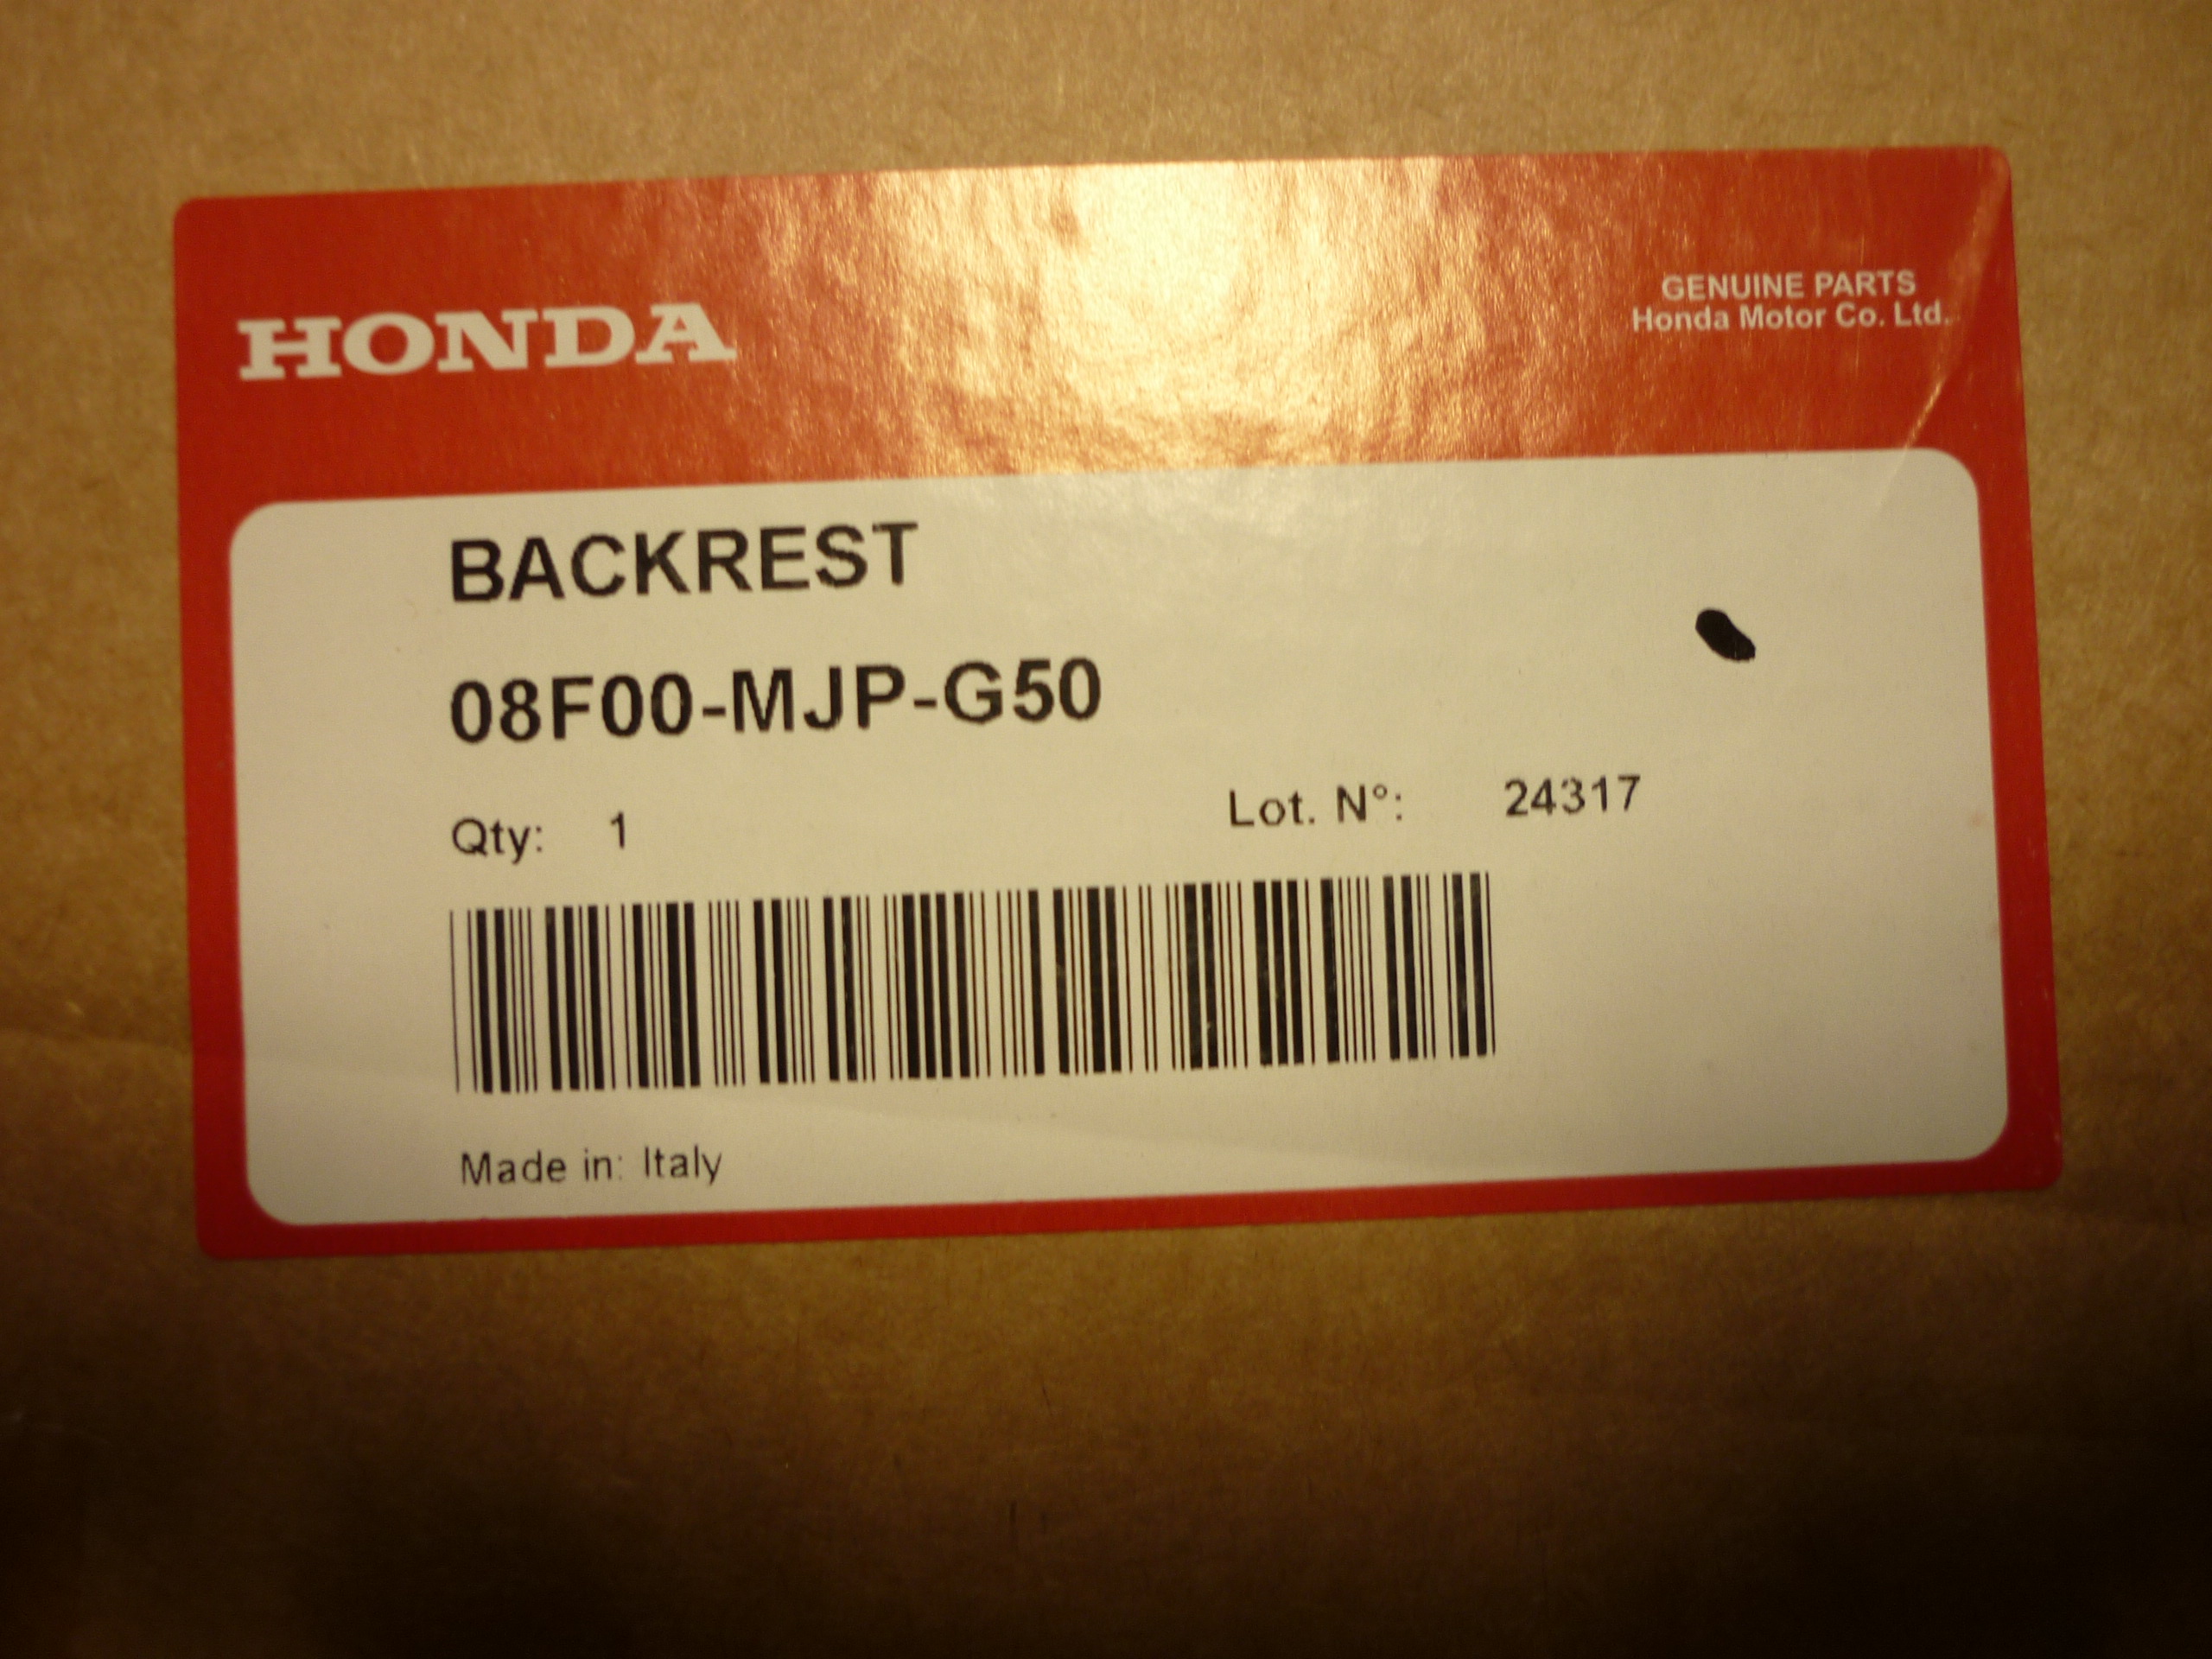 HONDA
GENUINE PARTS
Honda Motor Co. Ltd.
BACKREST
08F00-MJP-G50
Qty: 1
Lot. N°: 24317
Made in: Italy